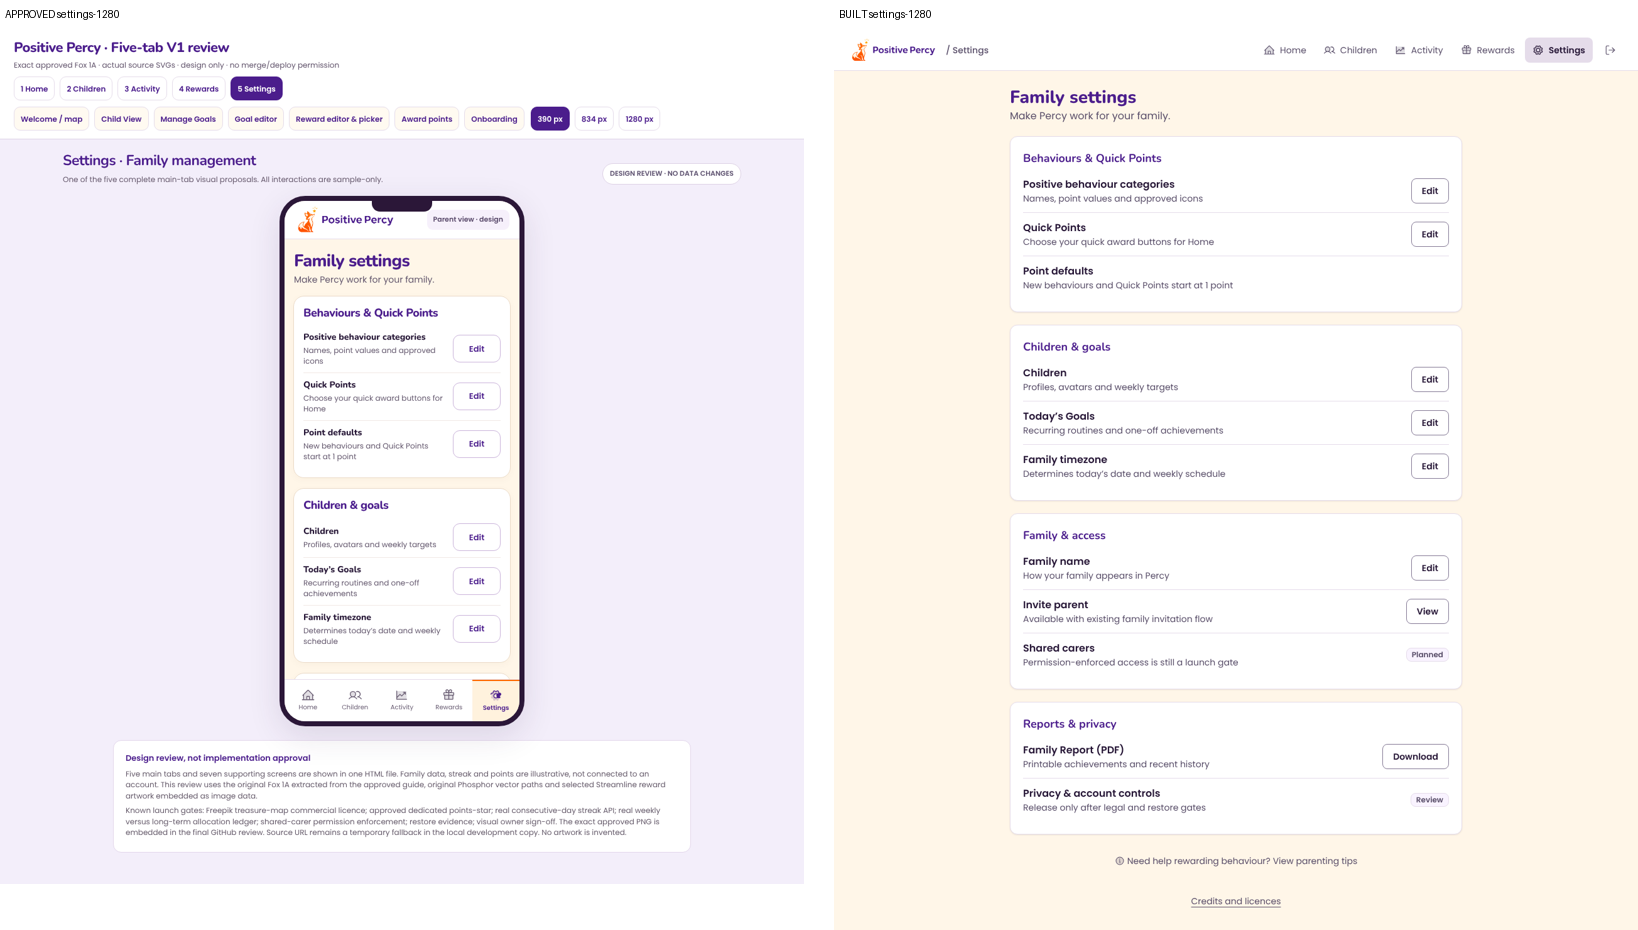 APPROVED settings-1280
Positive Percy · Five-tab V1 review
Exact approved Fox 1A · actual source SVGs · design only · no merge/deploy permission
1 Home
2 Children
3 Activity
4 Rewards
5 Settings
Welcome / map
Child View
Manage Goals
Goal editor
Reward editor & picker
Award points
Onboarding
390 px
834 px
1280 px
Settings · Family management
One of the five complete main-tab visual proposals. All interactions are sample-only.
DESIGN REVIEW · NO DATA CHANGES
Positive Percy
Parent view · design
Family settings
Make Percy work for your family.
Behaviours & Quick Points
Positive behaviour categories
Names, point values and approved
icons
Edit
Quick Points
Choose your quick award buttons for
Home
Edit
Point defaults
New behaviours and Quick Points
start at 1 point
Edit
Children & goals
Children
Profiles, avatars and weekly targets
Edit
Today's Goals
Recurring routines and one-off
achievements
Edit
Family timezone
Determines today's date and weekly
schedule
Edit
Home
Children
Activity
Rewards
Settings
Design review, not implementation approval
Five main tabs and seven supporting screens are shown in one HTML file. Family data, streak and points are illustrative, not connected to an
account. This review uses the original Fox 1A extracted from the approved guide, original Phosphor vector paths and selected Streamline reward
artwork embedded as image data.
Known launch gates: Freepik treasure-map commercial licence; approved dedicated points-star; real consecutive-day streak API; real weekly
versus long-term allocation ledger; shared-carer permission enforcement; restore evidence; visual owner sign-off. The exact approved PNG is
embedded in the final GitHub review. Source URL remains a temporary fallback in the local development copy. No artwork is invented.
BUILT settings-1280
Positive Percy
/ Settings
Home
Children
Activity
Rewards
Settings
Family settings
Make Percy work for your family.
Behaviours & Quick Points
Positive behaviour categories
Names, point values and approved icons
Edit
Quick Points
Choose your quick award buttons for Home
Edit
Point defaults
New behaviours and Quick Points start at 1 point
Children & goals
Children
Profiles, avatars and weekly targets
Edit
Today's Goals
Recurring routines and one-off achievements
Edit
Family timezone
Determines today's date and weekly schedule
Edit
Family & access
Family name
How your family appears in Percy
Edit
Invite parent
Available with existing family invitation flow
View
Shared carers
Permission-enforced access is still a launch gate
Planned
Reports & privacy
Family Report (PDF)
Printable achievements and recent history
Download
Privacy & account controls
Release only after legal and restore gates
Review
Need help rewarding behaviour? View parenting tips
Credits and licences